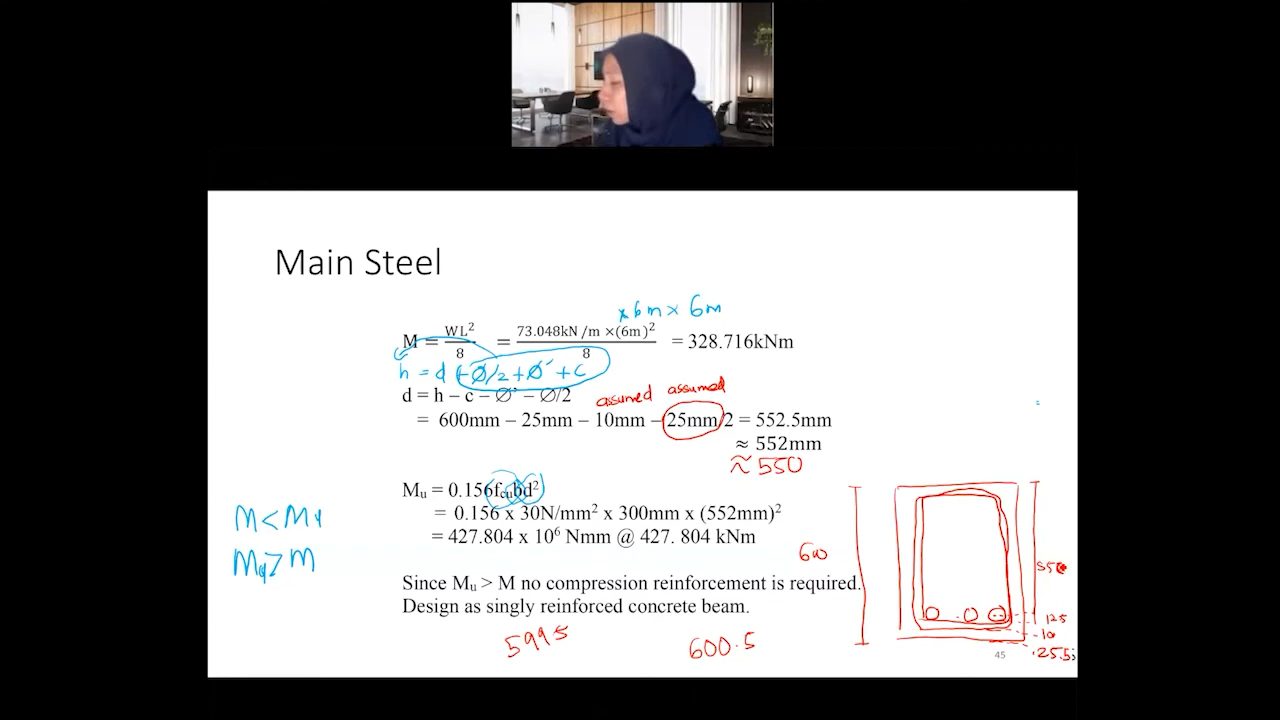 Main Steel
× 6m × 6m
M = WL²/8 = 73.048kN /m ×(6m)²/8 = 328.716kNm
h = d + Ø/2 + Ø' + c
d = h – c – Ø' – Ø/2
assumed assumed
= 600mm – 25mm – 10mm – 25mm/2 = 552.5mm
≈ 552mm
≈ 550
Mu = 0.156fcubd²
= 0.156 x 30N/mm² x 300mm x (552mm)²
= 427.804 x 10⁶ Nmm @ 427. 804 kNm
M < Mu
Mu > M
Since Mu > M no compression reinforcement is required.
Design as singly reinforced concrete beam.
599.5
600.5
600
550
12.5
10
25.5
45